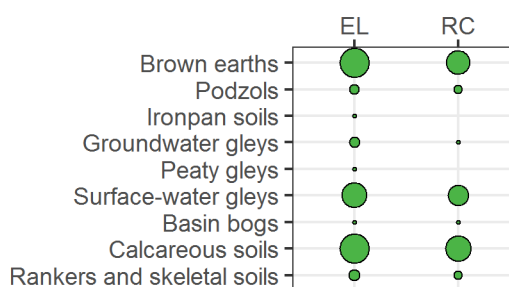 EL RC
Brown earths
Podzols
Ironpan soils
Groundwater gleys
Peaty gleys
Surface-water gleys
Basin bogs
Calcareous soils
Rankers and skeletal soils